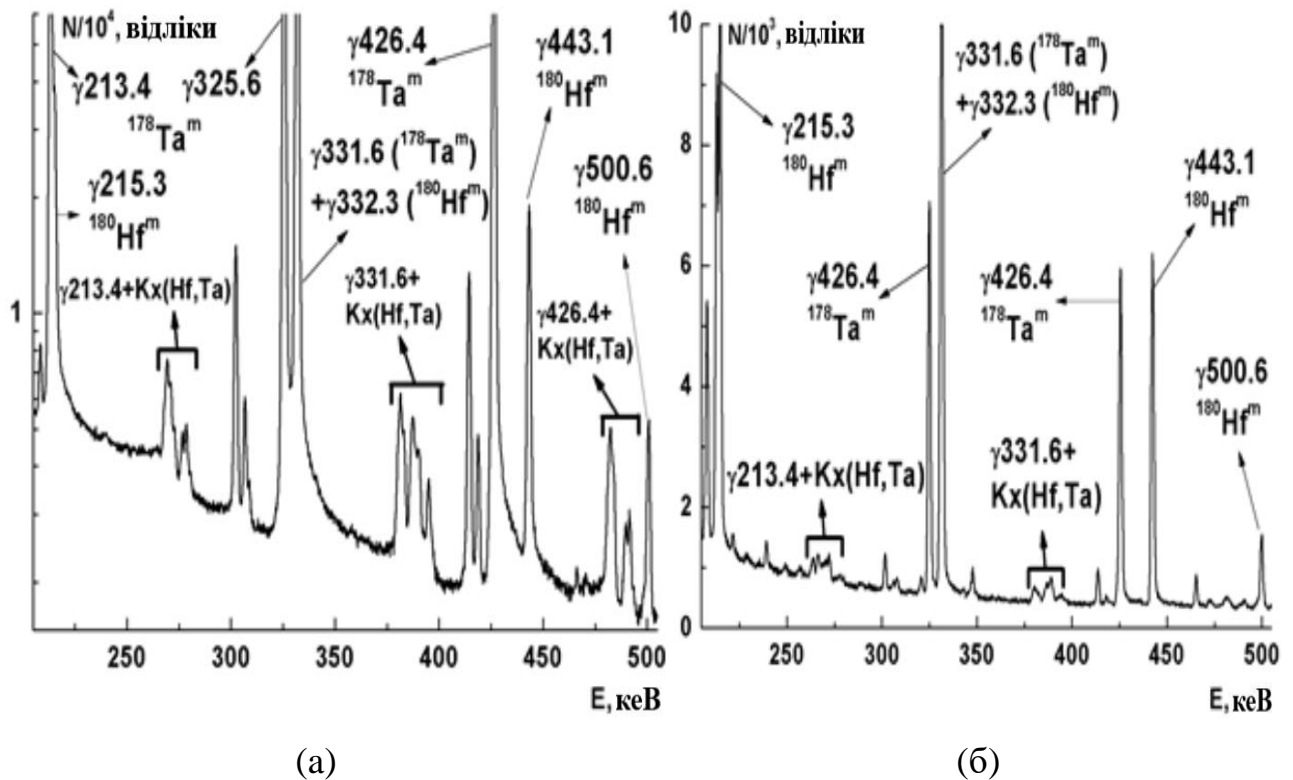 N/10⁴, відліки
γ213.4 γ325.6
¹⁷⁸Taᵐ
γ215.3
¹⁸⁰Hfᵐ
γ426.4
¹⁷⁸Taᵐ
γ443.1
¹⁸⁰Hfᵐ
γ331.6 (¹⁷⁸Taᵐ)
+γ332.3 (¹⁸⁰Hfᵐ)
γ500.6
¹⁸⁰Hfᵐ
γ213.4+Kx(Hf,Ta)
γ331.6+
Kx(Hf,Ta)
γ426.4+
Kx(Hf,Ta)
1
250 300 350 400 450 500
E, кеВ
(а)
N/10³, відліки
γ331.6 (¹⁷⁸Taᵐ)
+γ332.3 (¹⁸⁰Hfᵐ)
γ215.3
¹⁸⁰Hfᵐ
γ443.1
¹⁸⁰Hfᵐ
γ426.4
¹⁷⁸Taᵐ
γ426.4
¹⁷⁸Taᵐ
γ500.6
¹⁸⁰Hfᵐ
γ213.4+Kx(Hf,Ta)
γ331.6+
Kx(Hf,Ta)
10
8
6
4
2
0
250 300 350 400 450 500
E, кеВ
(б)